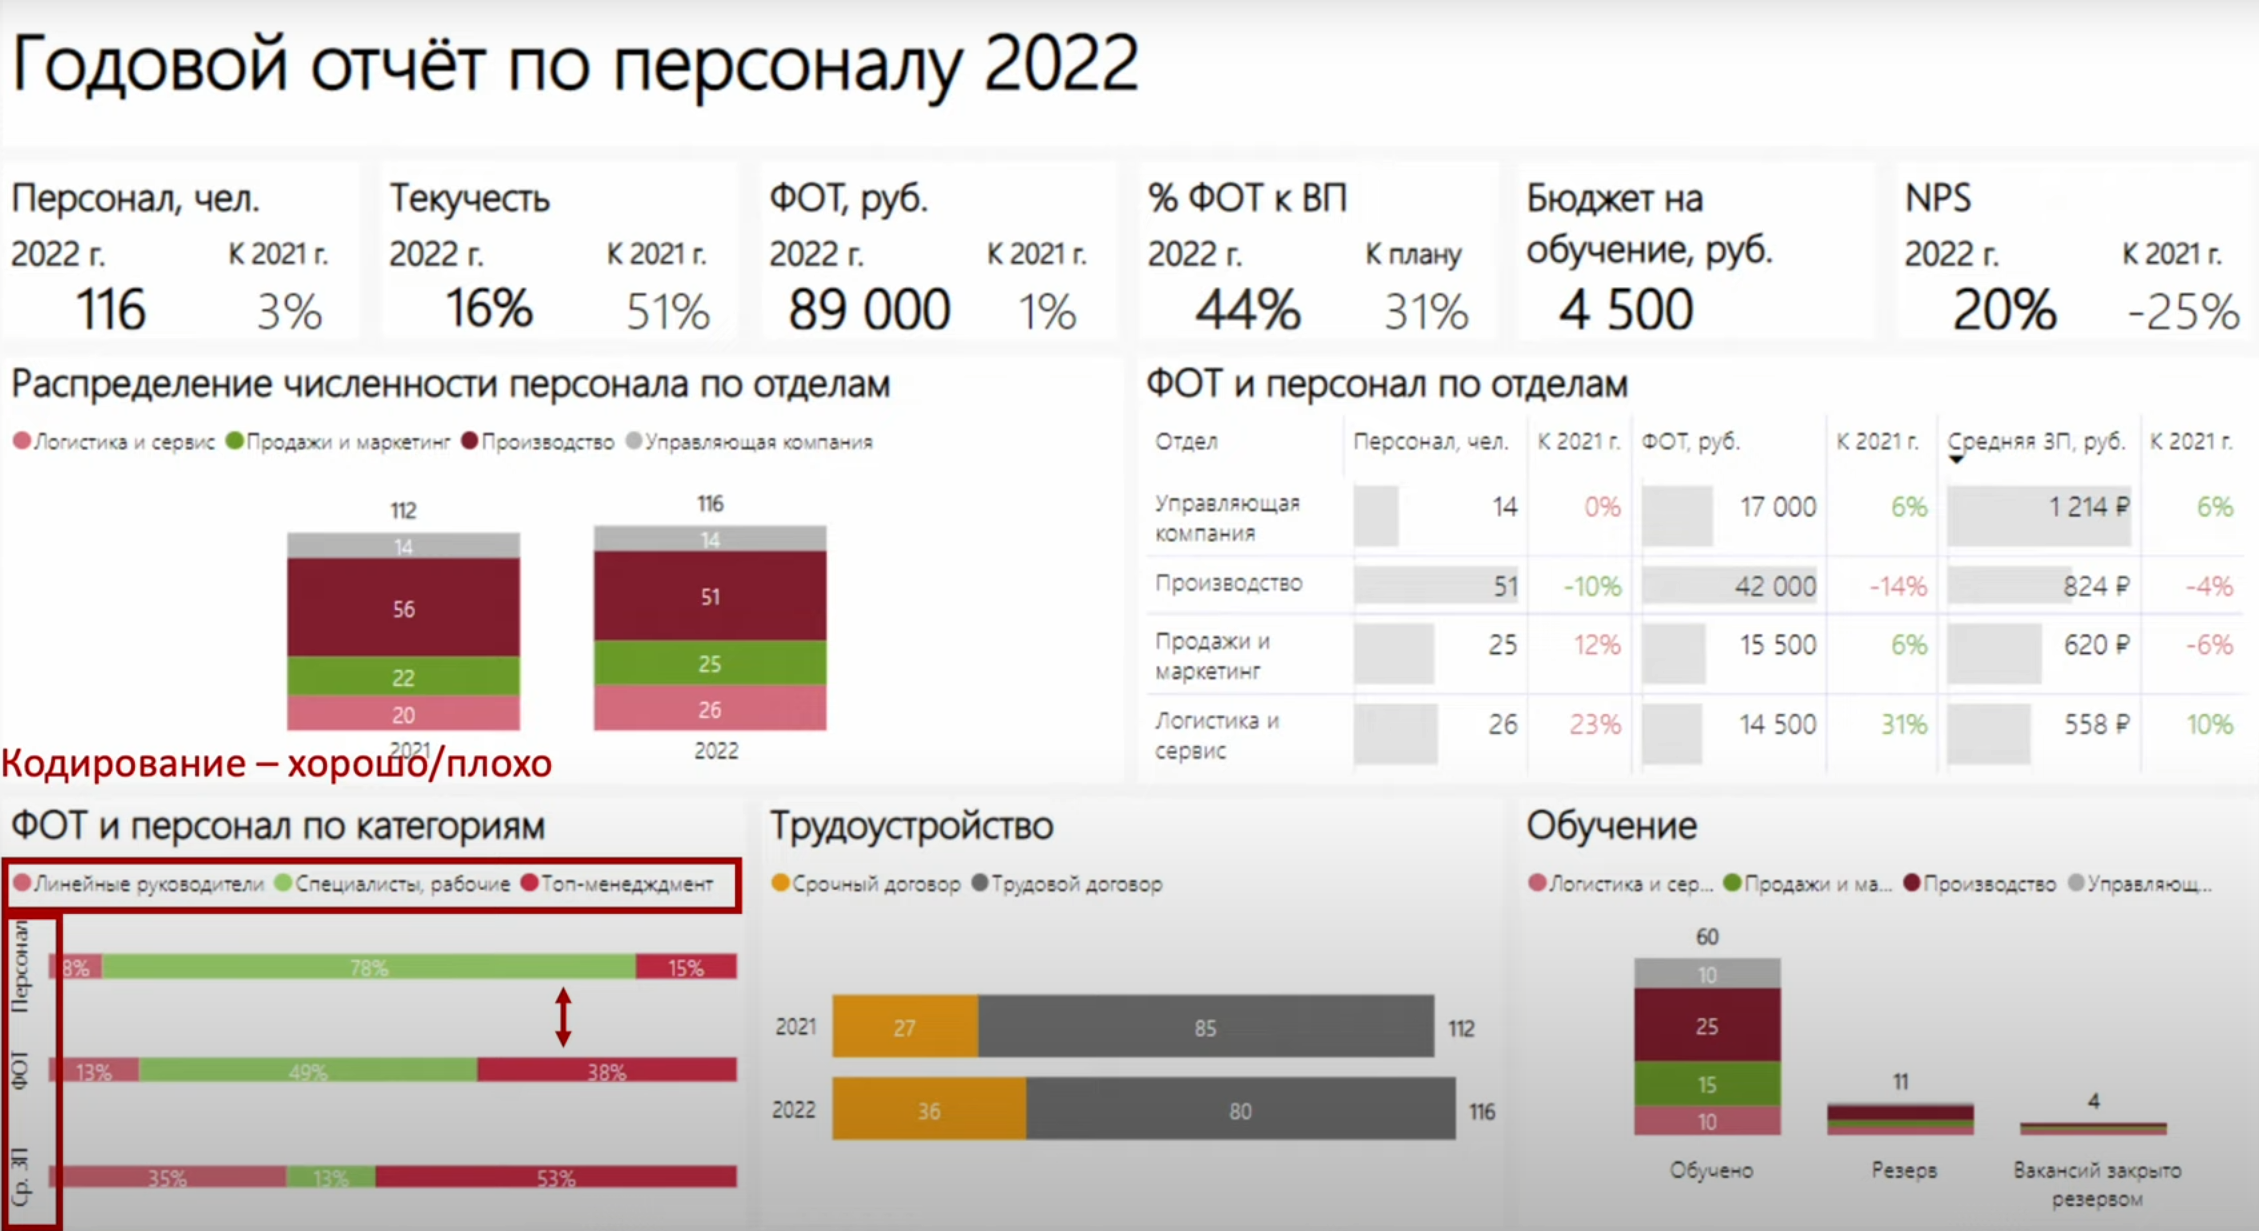 Годовой отчёт по персоналу 2022
Персонал, чел.
2022 г. К 2021 г.
116 3%
Текучесть
2022 г. К 2021 г.
16% 51%
ФОТ, руб.
2022 г. К 2021 г.
89 000 1%
% ФОТ к ВП
2022 г. К плану
44% 31%
Бюджет на
обучение, руб.
4 500
NPS
2022 г. К 2021 г.
20% -25%
Распределение численности персонала по отделам
Логистика и сервис Продажи и маркетинг Производство Управляющая компания
112 116
14 14
56 51
22 25
20 26
2021 2022
Кодирование – хорошо/плохо
ФОТ и персонал по отделам
Отдел Персонал, чел. К 2021 г. ФОТ, руб. К 2021 г. Средняя ЗП, руб. К 2021 г.
Управляющая
компания 14 0% 17 000 6% 1 214 ₽ 6%
Производство 51 -10% 42 000 -14% 824 ₽ -4%
Продажи и
маркетинг 25 12% 15 500 6% 620 ₽ -6%
Логистика и
сервис 26 23% 14 500 31% 558 ₽ 10%
ФОТ и персонал по категориям
Линейные руководители Специалисты, рабочие Топ-менедждмент
Персонал 8% 78% 15%
ФОТ 13% 49% 38%
Ср. ЗП 35% 13% 53%
Трудоустройство
Срочный договор Трудовой договор
2021 27 85 112
2022 36 80 116
Обучение
Логистика и сер... Продажи и ма... Производство Управляющ...
60
10
25
15
10
11
4
Обучено Резерв Вакансий закрыто
резервом